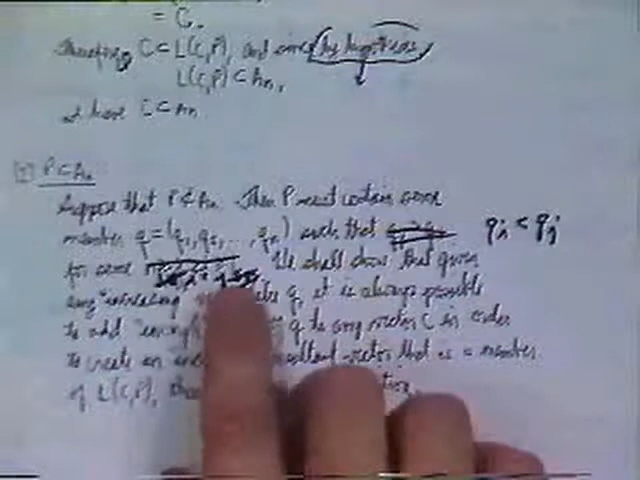 = C.
Therefore, C ⊂ L(C,P), and since by hypothesis
L(C,P) ⊂ An,
we have C ⊂ An
P ⊂ An
Suppose that P ⊄ An. Then P must contain some
member q = (q1, q2, ..., qn) such that qi < qj
for some We shall show that given
any "increasing" q, it is always possible
to add "enough" q to any vector C in order
to create an resultant vector that is a member
of L(C,P),